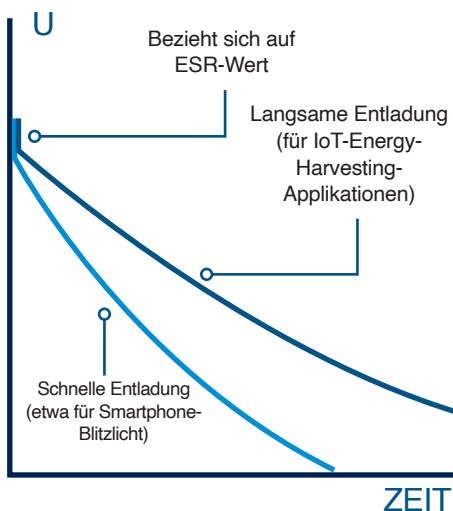 U
Bezieht sich auf
ESR-Wert
Langsame Entladung
(für IoT-Energy-
Harvesting-
Applikationen)
Schnelle Entladung
(etwa für Smartphone-
Blitzlicht)
ZEIT